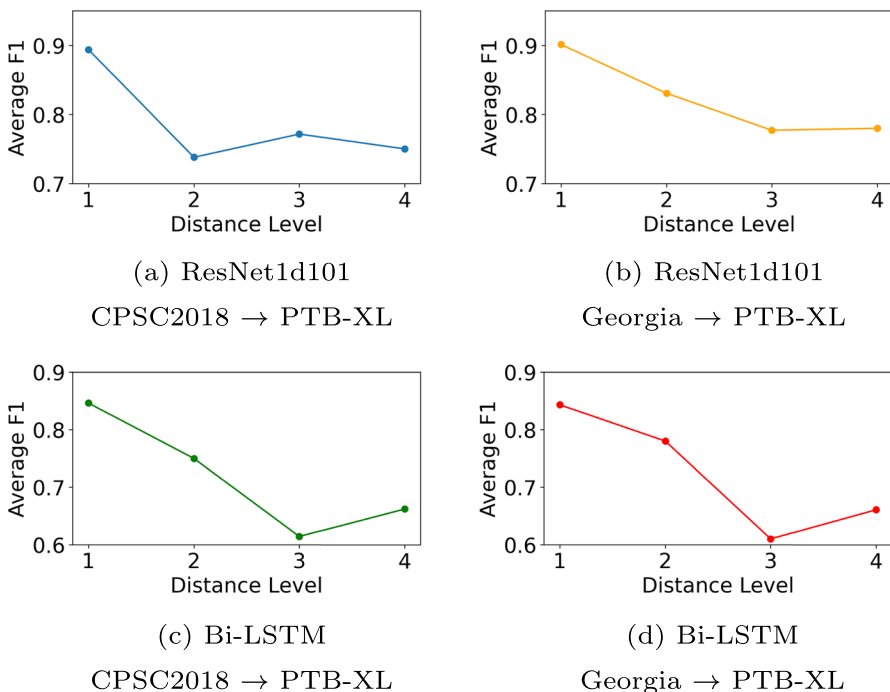 Average F1
0.9
0.8
0.7
1 2 3 4
Distance Level
(a) ResNet1d101
CPSC2018 → PTB-XL
Average F1
0.9
0.8
0.7
1 2 3 4
Distance Level
(b) ResNet1d101
Georgia → PTB-XL
Average F1
0.9
0.8
0.7
0.6
1 2 3 4
Distance Level
(c) Bi-LSTM
CPSC2018 → PTB-XL
Average F1
0.9
0.8
0.7
0.6
1 2 3 4
Distance Level
(d) Bi-LSTM
Georgia → PTB-XL